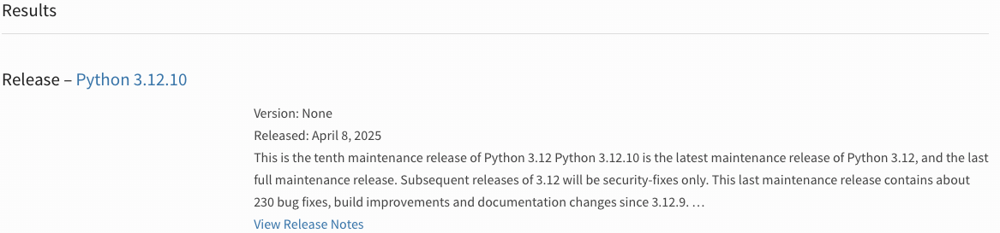 Results
Release – Python 3.12.10
Version: None
Released: April 8, 2025
This is the tenth maintenance release of Python 3.12 Python 3.12.10 is the latest maintenance release of Python 3.12, and the last
full maintenance release. Subsequent releases of 3.12 will be security-fixes only. This last maintenance release contains about
230 bug fixes, build improvements and documentation changes since 3.12.9. …
View Release Notes